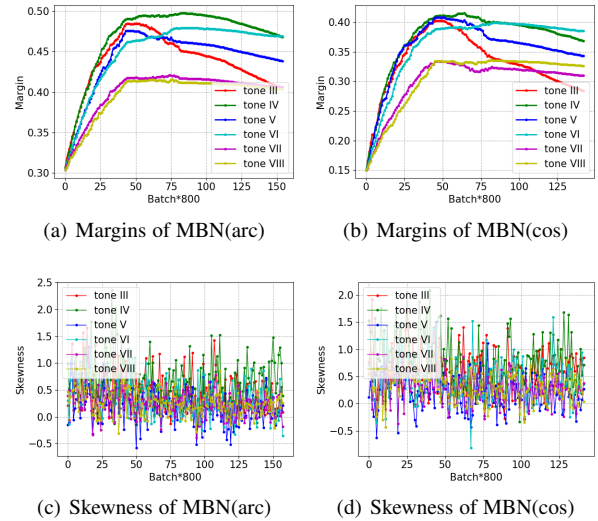 0.50
0.45
0.40
0.35
0.30
Margin
tone III
tone IV
tone V
tone VI
tone VII
tone VIII
0 25 50 75 100 125 150
Batch*800
(a) Margins of MBN(arc)
0.40
0.35
0.30
0.25
0.20
0.15
Margin
tone III
tone IV
tone V
tone VI
tone VII
tone VIII
0 25 50 75 100 125
Batch*800
(b) Margins of MBN(cos)
2.5
2.0
1.5
1.0
0.5
0.0
−0.5
Skewness
tone III
tone IV
tone V
tone VI
tone VII
tone VIII
0 25 50 75 100 125 150
Batch*800
(c) Skewness of MBN(arc)
2.0
1.5
1.0
0.5
0.0
−0.5
Skewness
tone III
tone IV
tone V
tone VI
tone VII
tone VIII
0 25 50 75 100 125
Batch*800
(d) Skewness of MBN(cos)